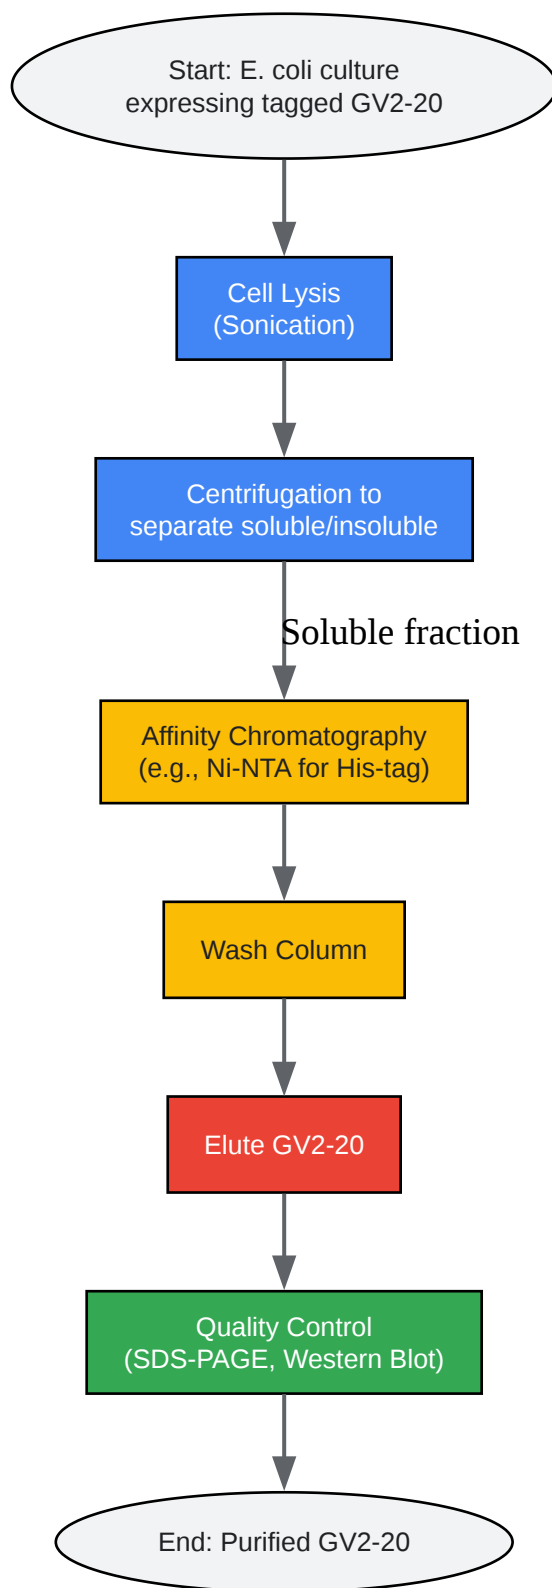 Start: E. coli culture
expressing tagged GV2-20
Cell Lysis
(Sonication)
Centrifugation to
separate soluble/insoluble
Soluble fraction
Affinity Chromatography
(e.g., Ni-NTA for His-tag)
Wash Column
Elute GV2-20
Quality Control
(SDS-PAGE, Western Blot)
End: Purified GV2-20